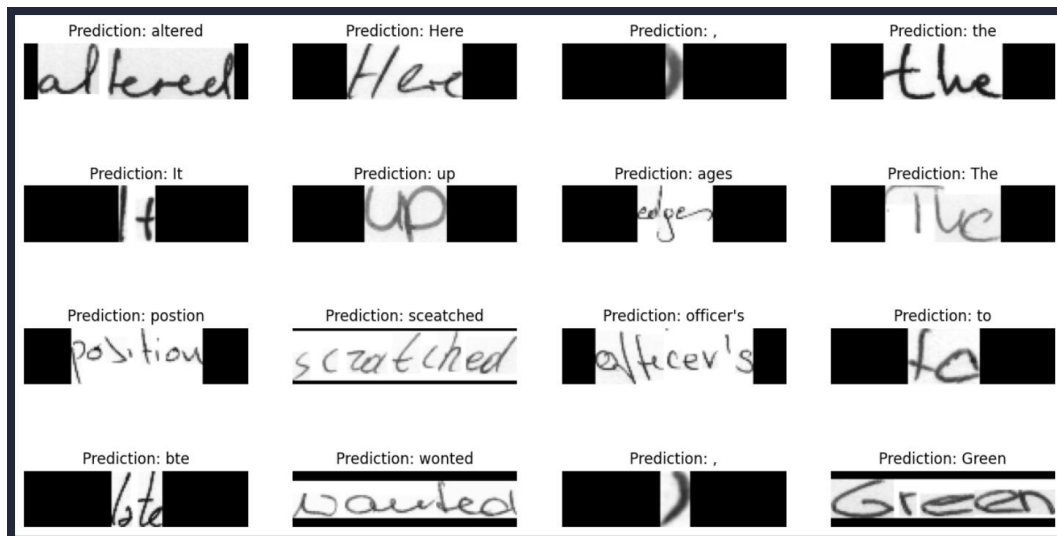 Prediction: altered Prediction: Here Prediction: , Prediction: the
altered Here ) the
Prediction: It Prediction: up Prediction: ages Prediction: The
It up edges The
Prediction: postion Prediction: sceatched Prediction: officer's Prediction: to
position scratched officer's to
Prediction: bte Prediction: wonted Prediction: , Prediction: Green
wanted ) Green